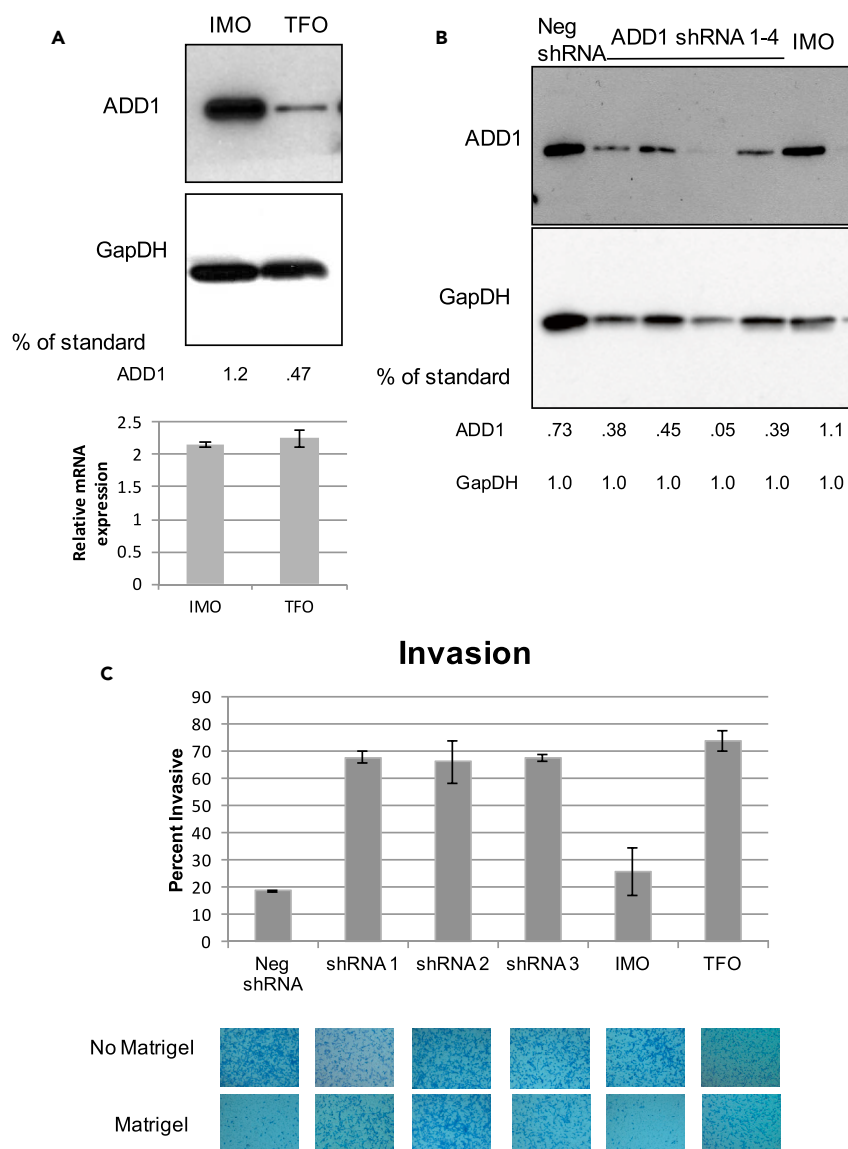 A
IMO TFO
ADD1
GapDH
% of standard
ADD1 1.2 .47
Relative mRNA
expression
2.5
2
1.5
1
0.5
0
IMO TFO
B
Neg
shRNA ADD1 shRNA 1-4 IMO
ADD1
GapDH
% of standard
ADD1 .73 .38 .45 .05 .39 1.1
GapDH 1.0 1.0 1.0 1.0 1.0 1.0
C
Invasion
Percent Invasive
90
80
70
60
50
40
30
20
10
0
Neg
shRNA shRNA 1 shRNA 2 shRNA 3 IMO TFO
No Matrigel
Matrigel